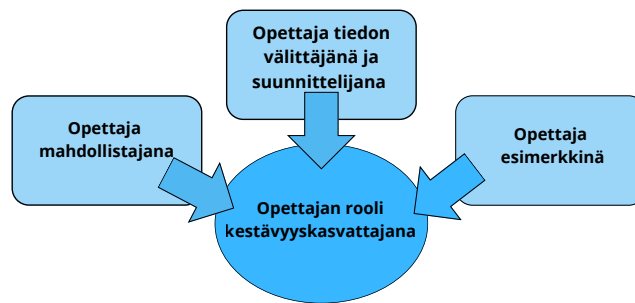 Opettaja tiedon
välittäjänä ja
suunnittelijana
Opettaja
mahdollistajana
Opettaja
esimerkkinä
Opettajan rooli
kestävyyskasvattajana